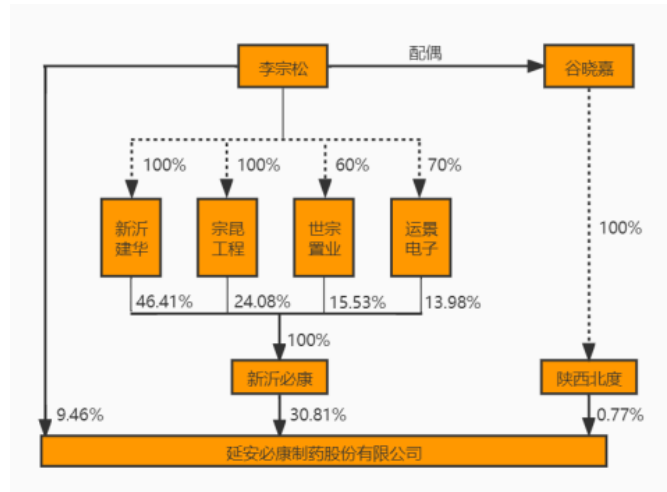 配偶
李宗松
谷晓嘉
100%
100%
60%
70%
新沂
建华
宗昆
工程
世宗
置业
运景
电子
100%
46.41%
24.08%
15.53%
13.98%
100%
新沂必康
陕西北度
9.46%
30.81%
0.77%
延安必康制药股份有限公司